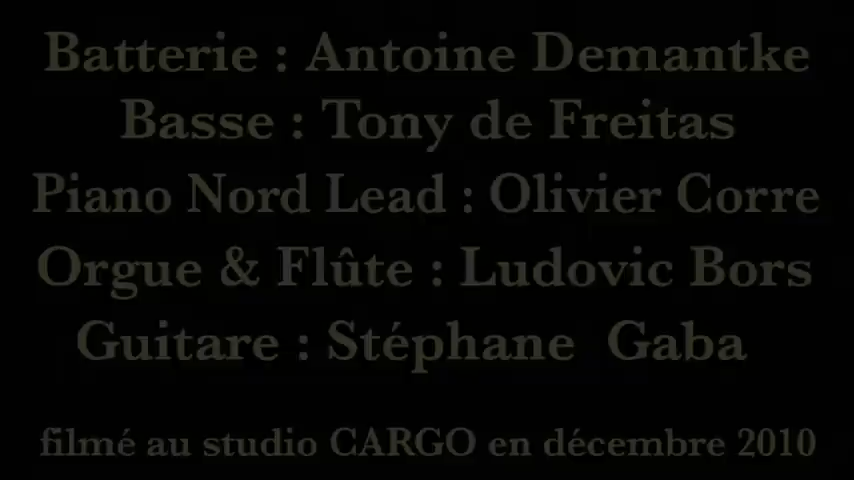 Batterie : Antoine Demantke
Basse : Tony de Freitas
Piano Nord Lead : Olivier Corre
Orgue & Flûte : Ludovic Bors
Guitare : Stéphane Gaba
filmé au studio CARGO en décembre 2010